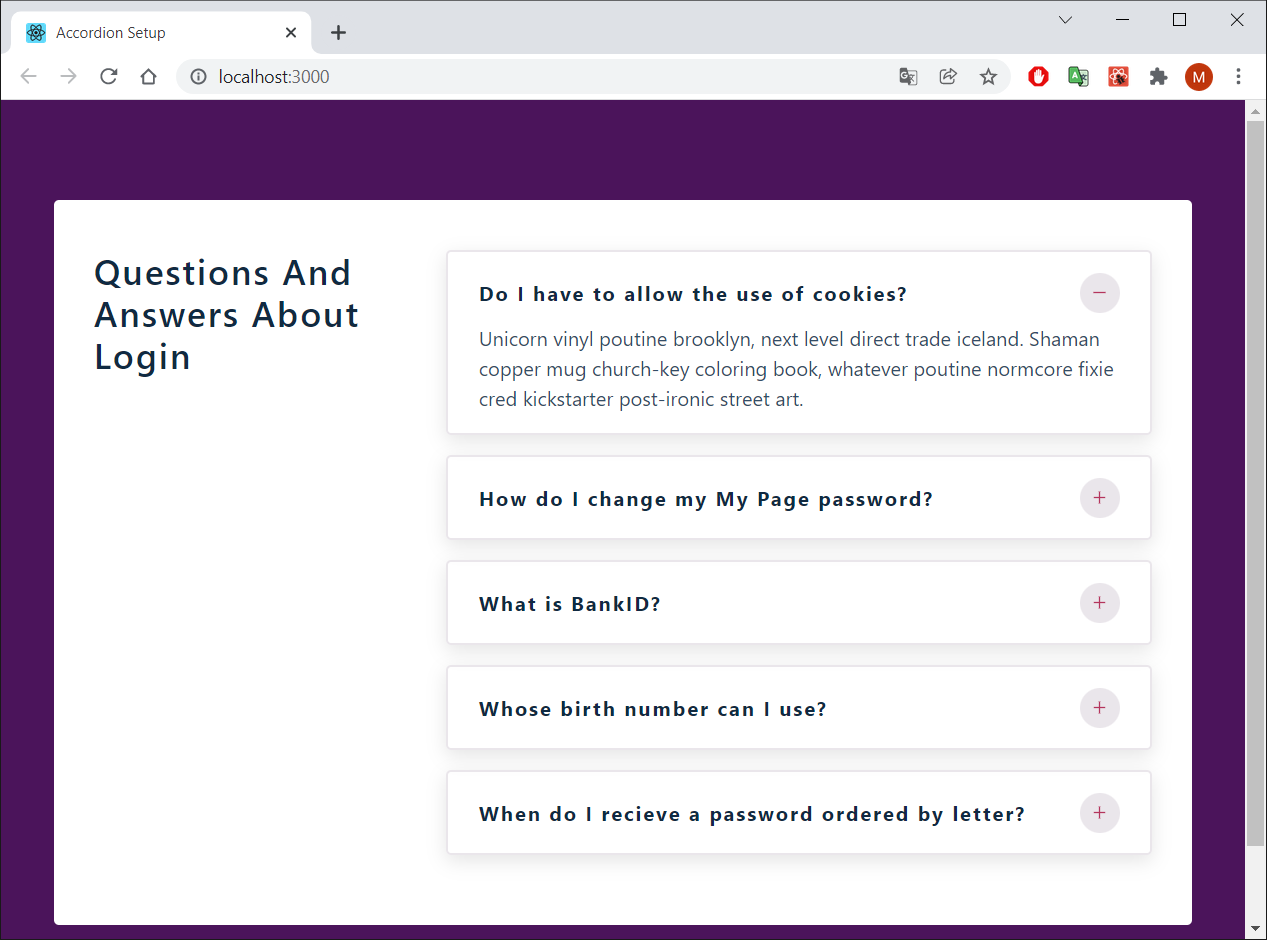 Accordion Setup
localhost:3000
M
Questions And
Answers About
Login
Do I have to allow the use of cookies?
Unicorn vinyl poutine brooklyn, next level direct trade iceland. Shaman
copper mug church-key coloring book, whatever poutine normcore fixie
cred kickstarter post-ironic street art.
How do I change my My Page password?
What is BankID?
Whose birth number can I use?
When do I recieve a password ordered by letter?